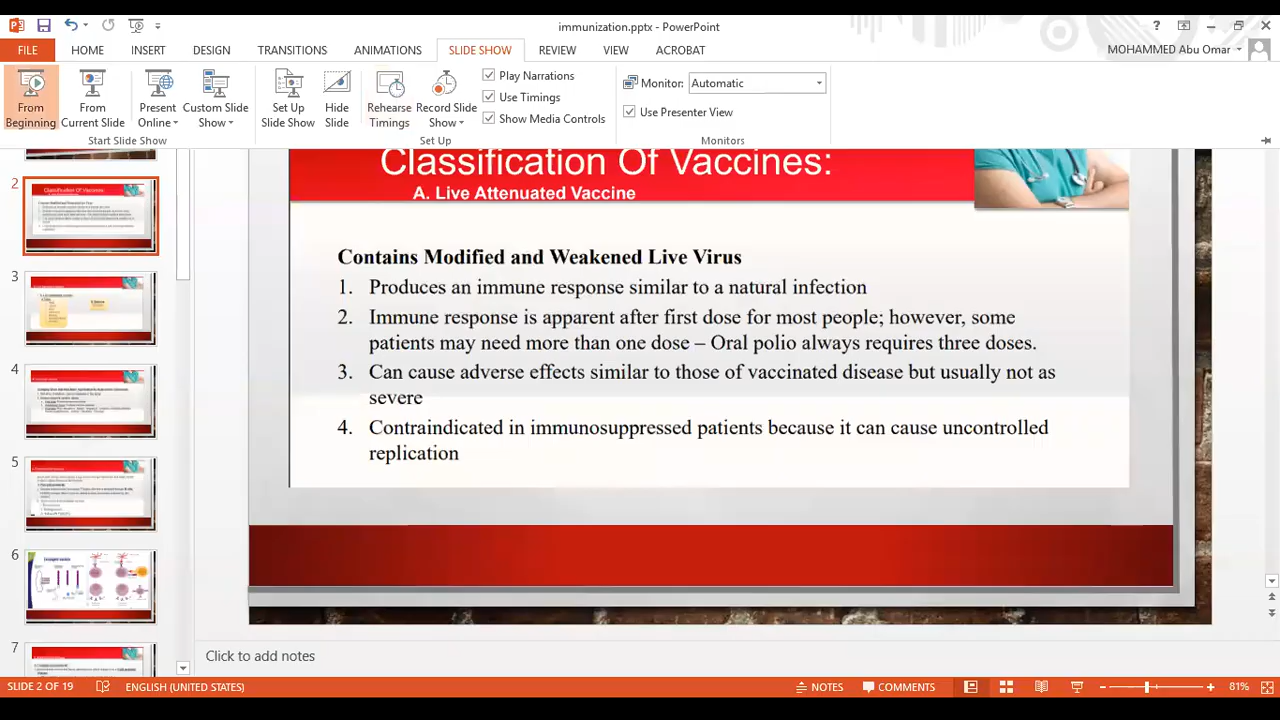 immunization.pptx - PowerPoint
?
FILE
HOME
INSERT
DESIGN
TRANSITIONS
ANIMATIONS
SLIDE SHOW
REVIEW
VIEW
ACROBAT
MOHAMMED Abu Omar
From Beginning
From Current Slide
Present Online
Custom Slide Show
Start Slide Show
Set Up Slide Show
Hide Slide
Rehearse Timings
Record Slide Show
Play Narrations
Use Timings
Show Media Controls
Set Up
Monitor: Automatic
Use Presenter View
Monitors
2
3
4
5
6
7
Classification Of Vaccines:
A. Live Attenuated Vaccine
Contains Modified and Weakened Live Virus
1. Produces an immune response similar to a natural infection
2. Immune response is apparent after first dose for most people; however, some
patients may need more than one dose – Oral polio always requires three doses.
3. Can cause adverse effects similar to those of vaccinated disease but usually not as
severe
4. Contraindicated in immunosuppressed patients because it can cause uncontrolled
replication
Click to add notes
SLIDE 2 OF 19
ENGLISH (UNITED STATES)
NOTES
COMMENTS
81%